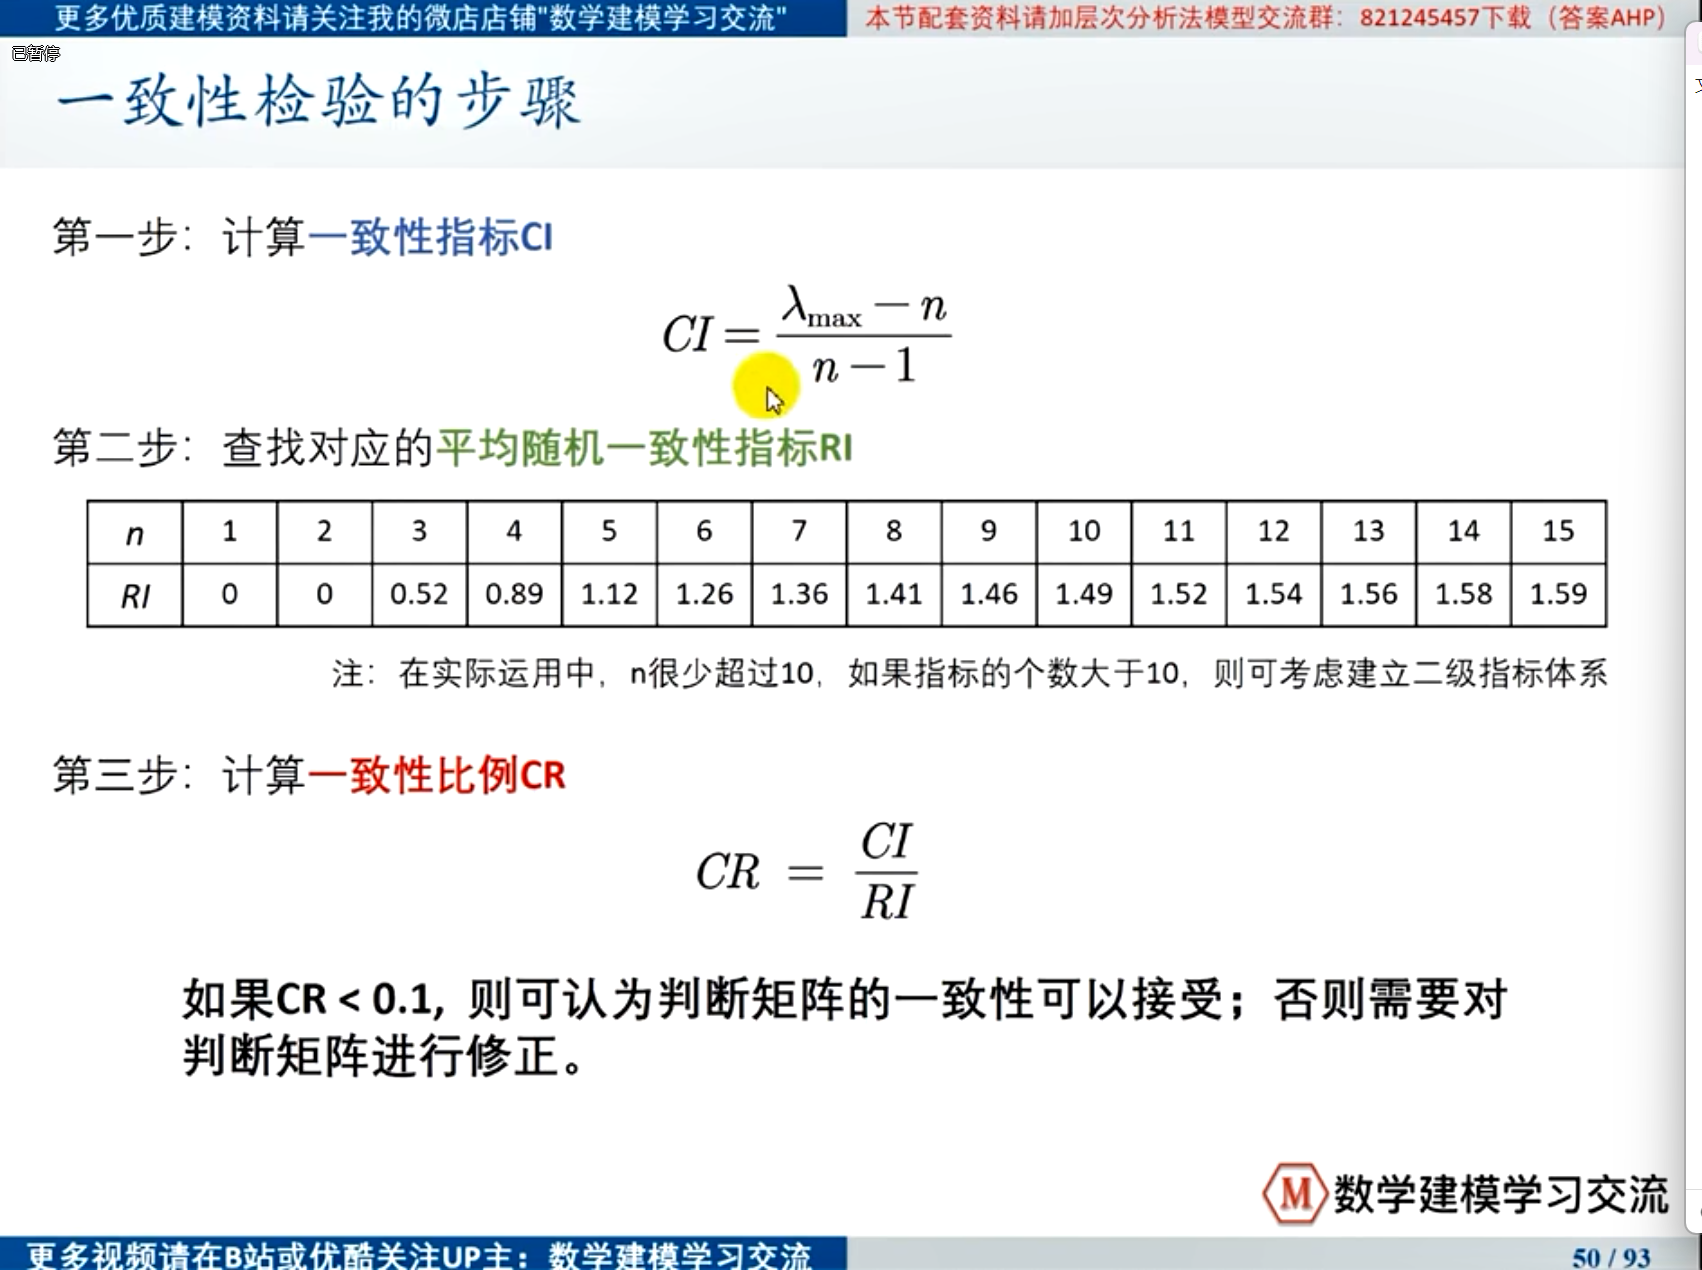 更多优质建模资料请关注我的微店店铺"数学建模学习交流"
本节配套资料请加层次分析法模型交流群：821245457下载（答案AHP）
已暂停
一致性检验的步骤
第一步：计算一致性指标CI
CI = (λmax − n) / (n − 1)
第二步：查找对应的平均随机一致性指标RI
n 1 2 3 4 5 6 7 8 9 10 11 12 13 14 15
RI 0 0 0.52 0.89 1.12 1.26 1.36 1.41 1.46 1.49 1.52 1.54 1.56 1.58 1.59
注：在实际运用中，n很少超过10，如果指标的个数大于10，则可考虑建立二级指标体系
第三步：计算一致性比例CR
CR = CI / RI
如果CR < 0.1, 则可认为判断矩阵的一致性可以接受；否则需要对
判断矩阵进行修正。
M 数学建模学习交流
更多视频请在B站或优酷关注UP主：数学建模学习交流
50 / 93